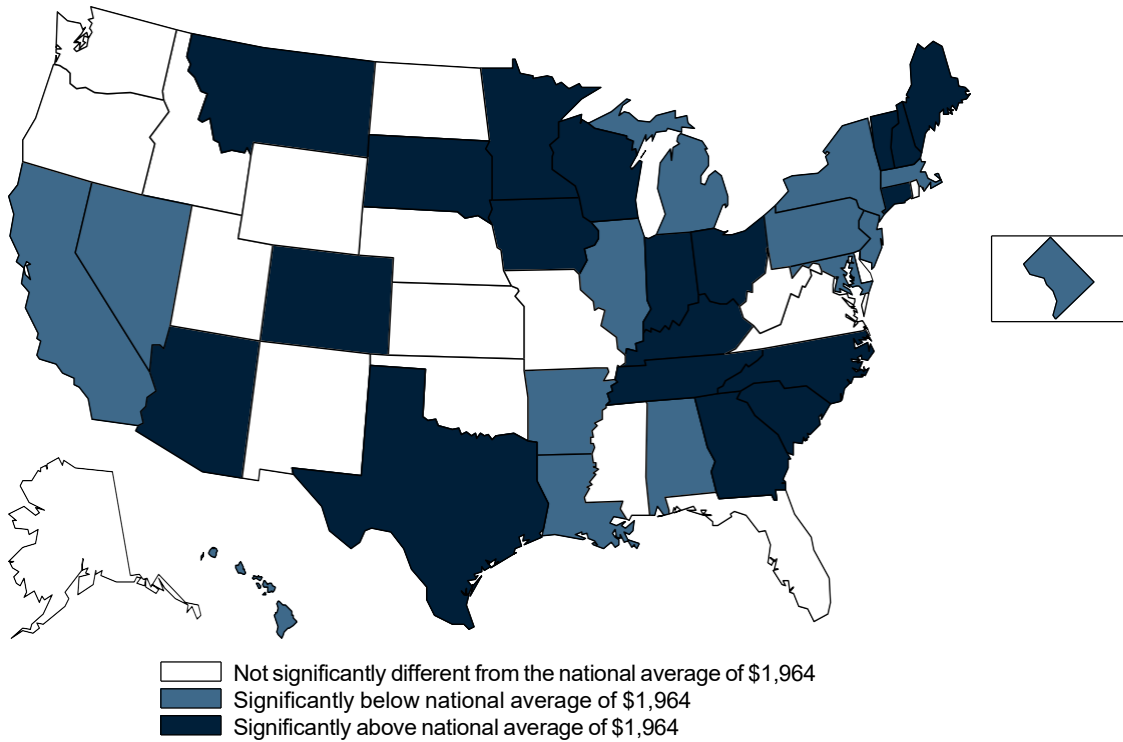 Not significantly different from the national average of $1,964
Significantly below national average of $1,964
Significantly above national average of $1,964